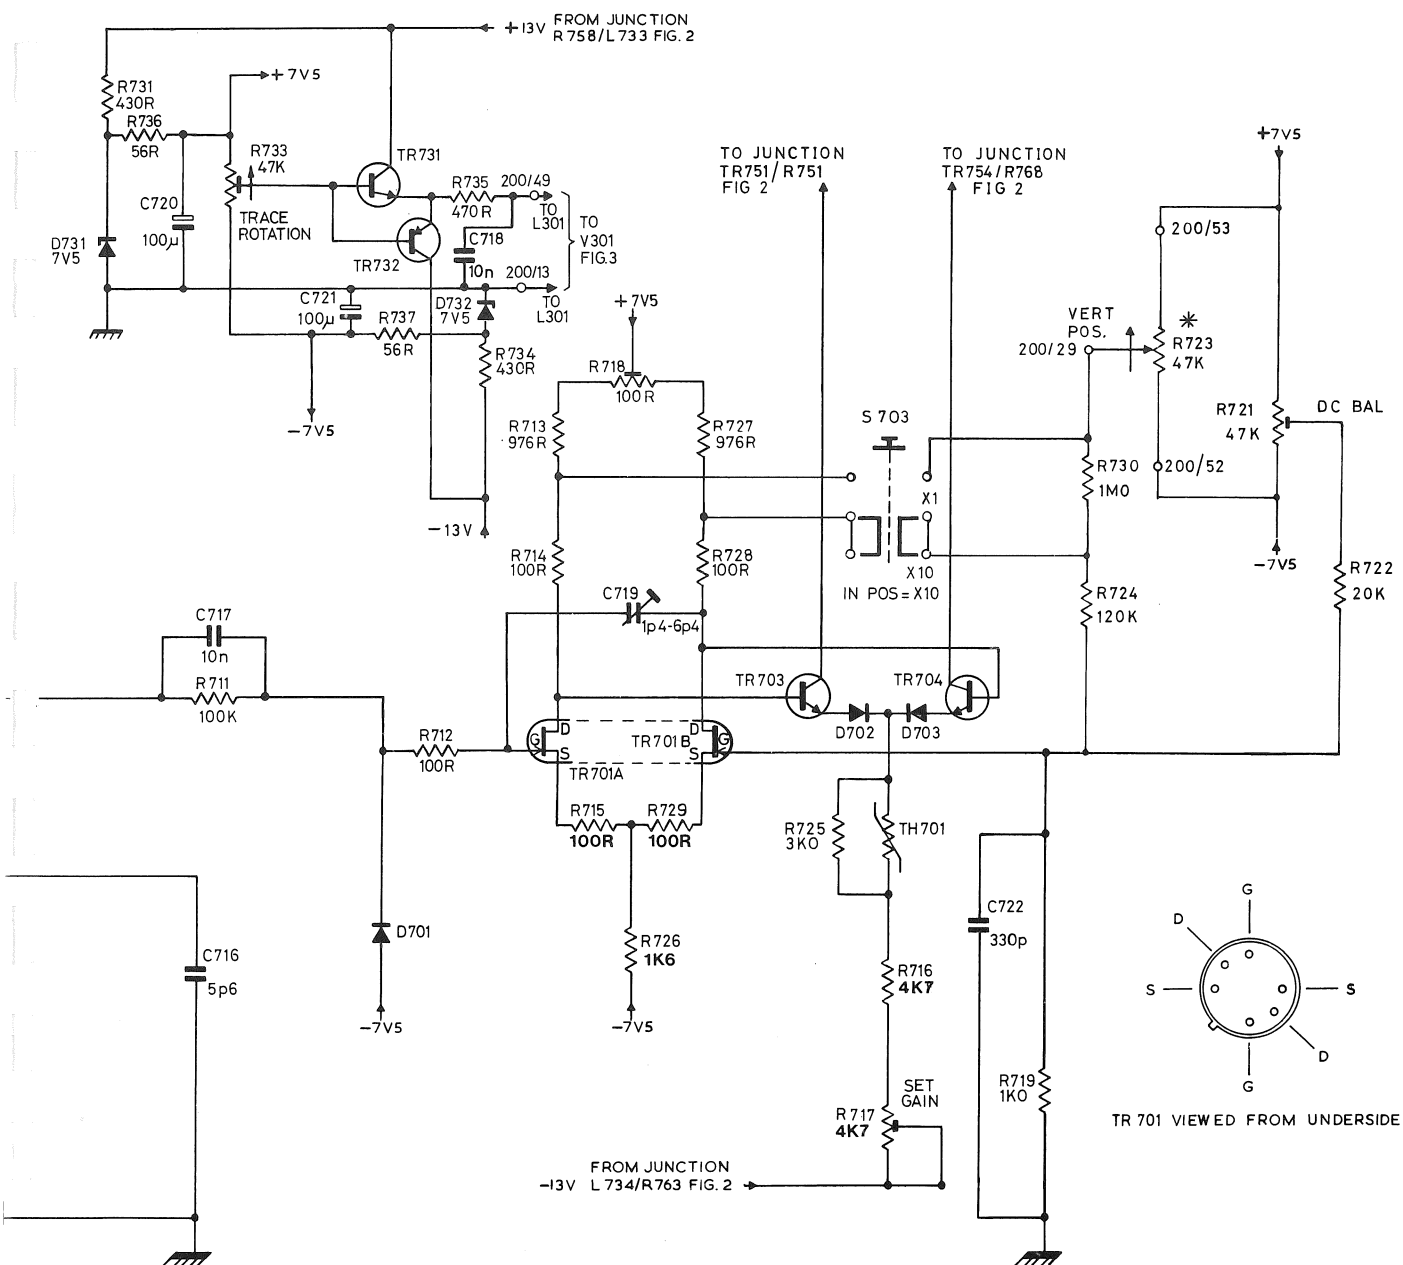 +13V FROM JUNCTION
R758/L733 FIG. 2
+7V5
R731
430R
R736
56R
R733
47K
TR731
R735
470R
200/49
TO
L301
C720
100µ
TRACE
ROTATION
TR732
C718
10n
TO
V301
FIG.3
D731
7V5
200/13
TO
L301
C721
100µ
R737
56R
D732
7V5
R734
430R
-7V5
-13V
+7V5
R718
100R
R713
976R
R727
976R
R714
100R
R728
100R
C719
1p4-6p4
TO JUNCTION
TR751/R751
FIG 2
TO JUNCTION
TR754/R768
FIG 2
+7V5
200/53
VERT
POS.
200/29
*
R723
47K
R721
47K
DC BAL
S703
X1
X10
IN POS = X10
R730
1M0
200/52
-7V5
R724
120K
R722
20K
C717
10n
R711
100K
R712
100R
TR703
TR704
D702
D703
D
G
S
TR701A
TR701B
D
G
S
R715
100R
R729
100R
R725
3K0
TH701
D701
-7V5
R726
1K6
-7V5
C716
5p6
R716
4K7
R717
4K7
SET
GAIN
C722
330p
R719
1K0
FROM JUNCTION
-13V L734/R763 FIG. 2
G
D
S
S
D
G
TR 701 VIEWED FROM UNDERSIDE